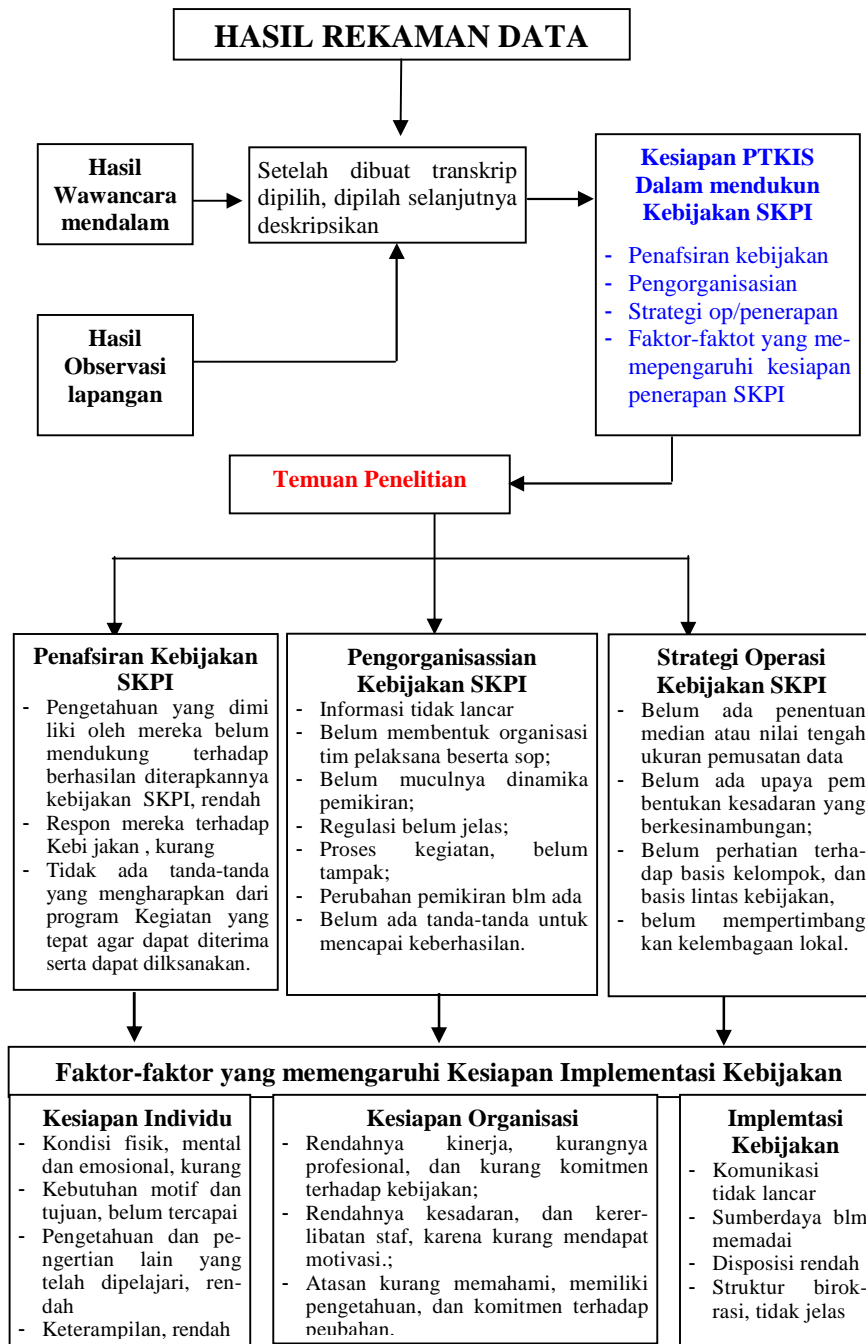 HASIL REKAMAN DATA
Hasil
Wawancara
mendalam
Setelah dibuat transkrip
dipilih, dipilah selanjutnya
deskripsikan
Kesiapan PTKIS
Dalam mendukun
Kebijakan SKPI
- Penafsiran kebijakan
- Pengorganisasian
- Strategi op/penerapan
- Faktor-faktot yang me-
mepengaruhi kesiapan
penerapan SKPI
Hasil
Observasi
lapangan
Temuan Penelitian
Penafsiran Kebijakan
SKPI
- Pengetahuan yang dimi
liki oleh mereka belum
mendukung terhadap
berhasilan diterapkannya
kebijakan SKPI, rendah
- Respon mereka terhadap
Kebi jakan , kurang
- Tidak ada tanda-tanda
yang mengharapkan dari
program Kegiatan yang
tepat agar dapat diterima
serta dapat dilksanakan.
Pengorganisassian
Kebijakan SKPI
- Informasi tidak lancar
- Belum membentuk organisasi
tim pelaksana beserta sop;
- Belum muculnya dinamika
pemikiran;
- Regulasi belum jelas;
- Proses kegiatan, belum
tampak;
- Perubahan pemikiran blm ada
- Belum ada tanda-tanda untuk
mencapai keberhasilan.
Strategi Operasi
Kebijakan SKPI
- Belum ada penentuan
median atau nilai tengah
ukuran pemusatan data
- Belum ada upaya pem
bentukan kesadaran yang
berkesinambungan;
- Belum perhatian terha-
dap basis kelompok, dan
basis lintas kebijakan,
- belum mempertimbang
kan kelembagaan lokal.
Faktor-faktor yang memengaruhi Kesiapan Implementasi Kebijakan
Kesiapan Individu
- Kondisi fisik, mental
dan emosional, kurang
- Kebutuhan motif dan
tujuan, belum tercapai
- Pengetahuan dan pe-
ngertian lain yang
telah dipelajari, ren-
dah
- Keterampilan, rendah
Kesiapan Organisasi
- Rendahnya kinerja, kurangnya
profesional, dan kurang komitmen
terhadap kebijakan;
- Rendahnya kesadaran, dan kerer-
libatan staf, karena kurang mendapat
motivasi.;
- Atasan kurang memahami, memiliki
pengetahuan, dan komitmen terhadap
peubahan.
Implemtasi
Kebijakan
- Komunikasi
tidak lancar
- Sumberdaya blm
memadai
- Disposisi rendah
- Struktur birok-
rasi, tidak jelas